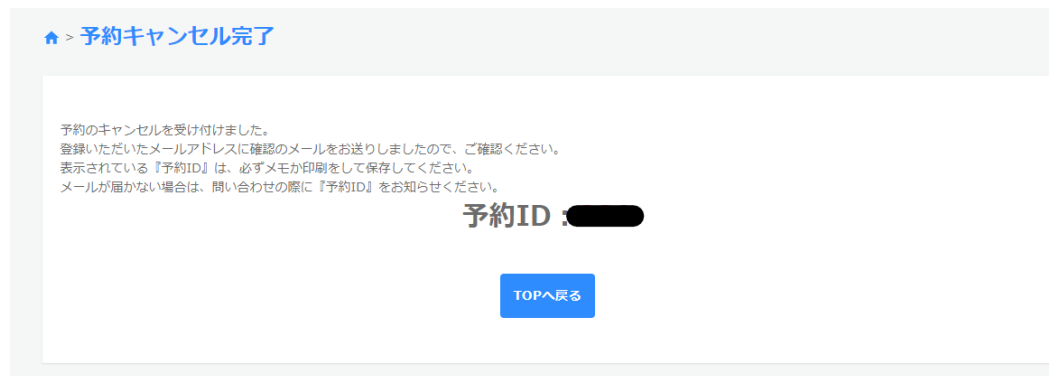 > 予約キャンセル完了
予約のキャンセルを受け付けました。
登録いただいたメールアドレスに確認のメールをお送りしましたので、ご確認ください。
表示されている『予約ID』は、必ずメモか印刷をして保存してください。
メールが届かない場合は、問い合わせの際に『予約ID』をお知らせください。
予約ID：
TOPへ戻る